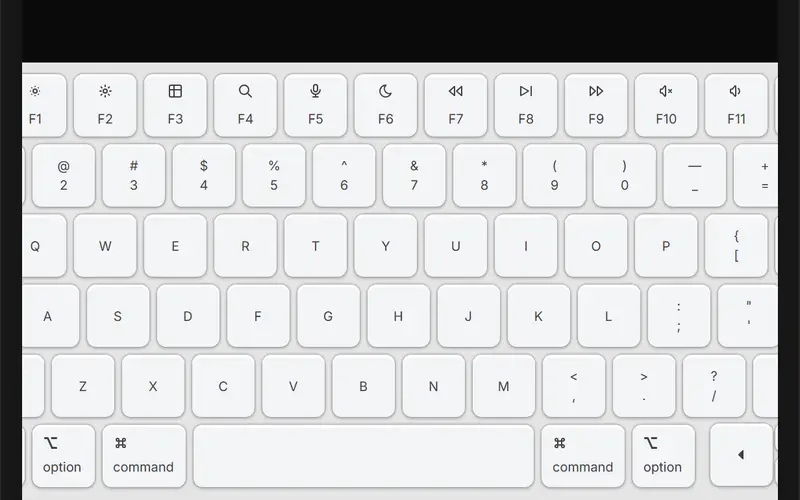 F1 F2 F3 F4 F5 F6 F7 F8 F9 F10 F11
@ # $ % ^ & * ( ) — +
2 3 4 5 6 7 8 9 0 _ =
Q W E R T Y U I O P { [
A S D F G H J K L : ; " '
Z X C V B N M < , > . ? /
⌥ ⌘ ⌘ ⌥
option command command option